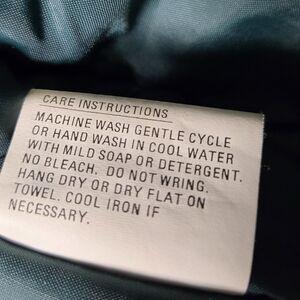 CARE INSTRUCTIONS
MACHINE WASH GENTLE CYCLE
OR HAND WASH IN COOL WATER
WITH MILD SOAP OR DETERGENT.
NO BLEACH. DO NOT WRING.
HANG DRY OR DRY FLAT ON
TOWEL. COOL IRON IF
NECESSARY.